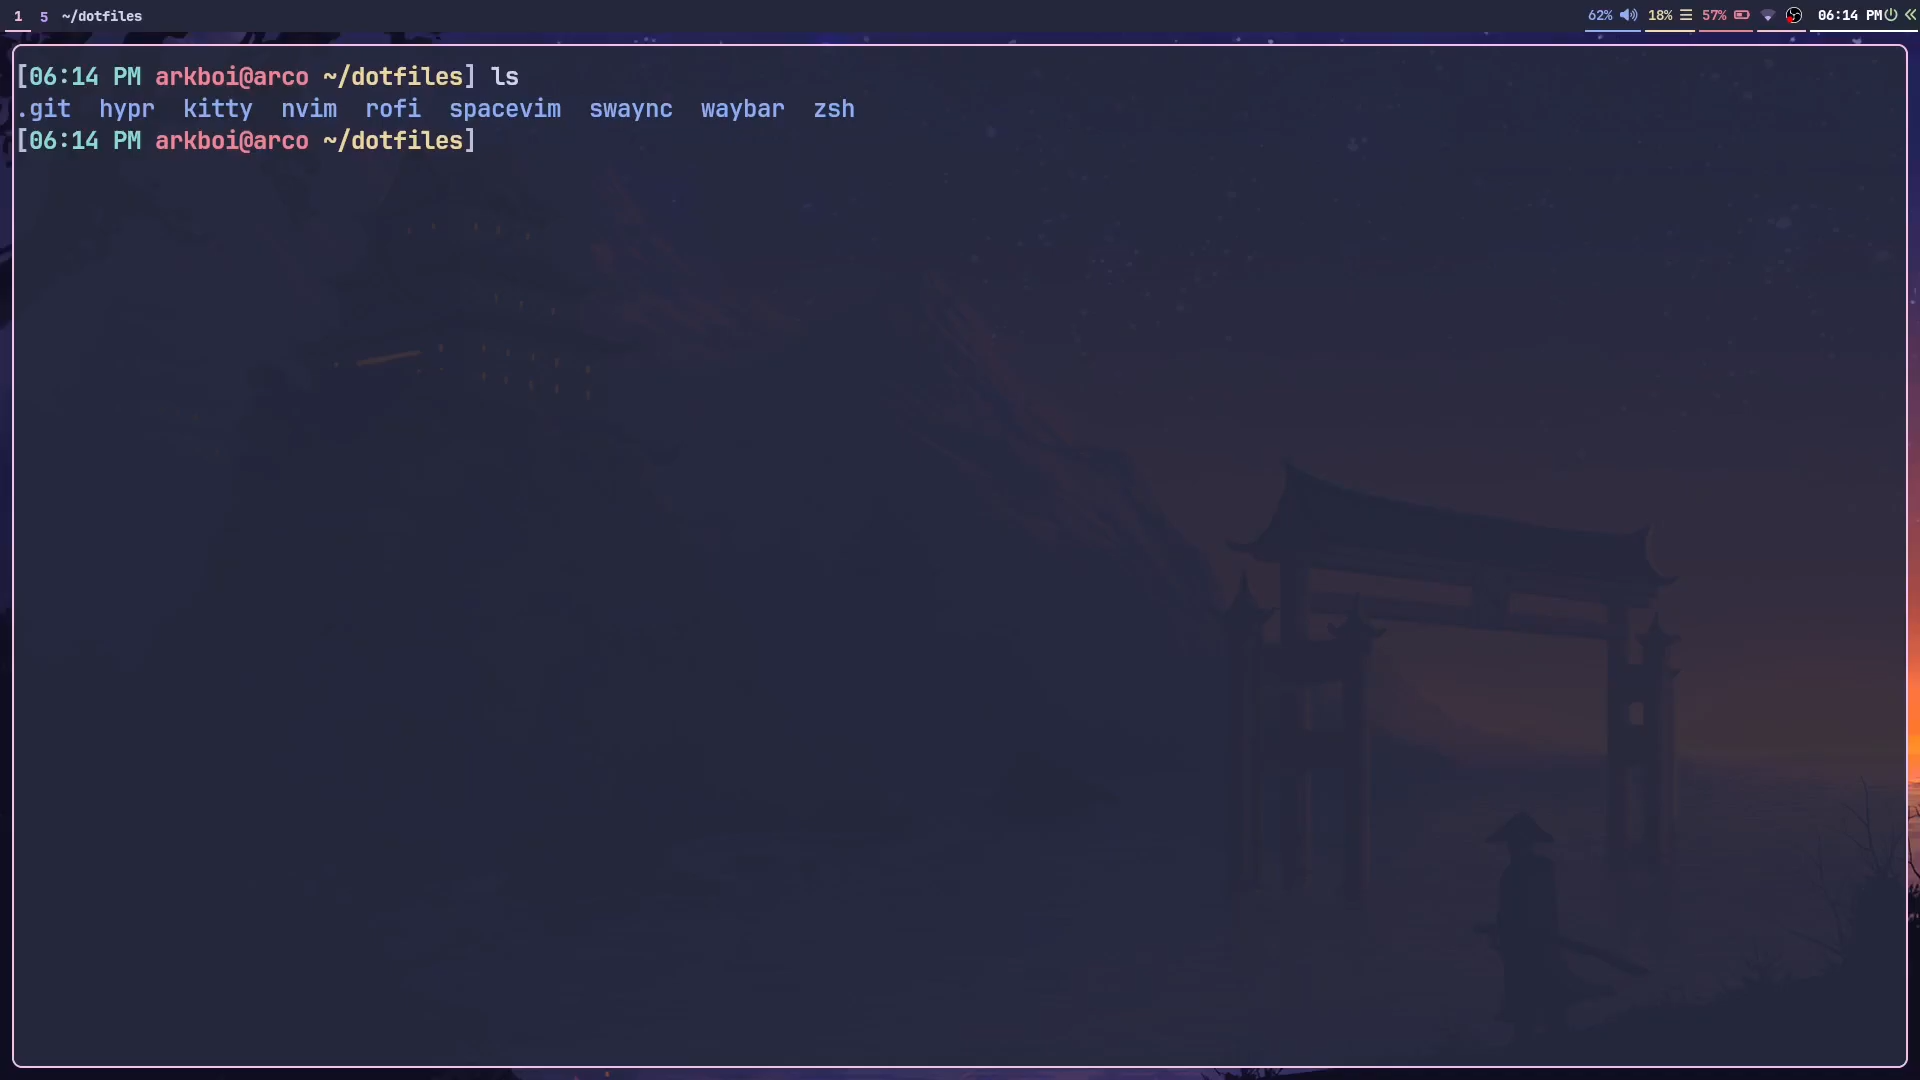 1 5 ~/dotfiles 62% 18% 57% 06:14 PM
[06:14 PM arkboi@arco ~/dotfiles] ls
.git hypr kitty nvim rofi spacevim swaync waybar zsh
[06:14 PM arkboi@arco ~/dotfiles]